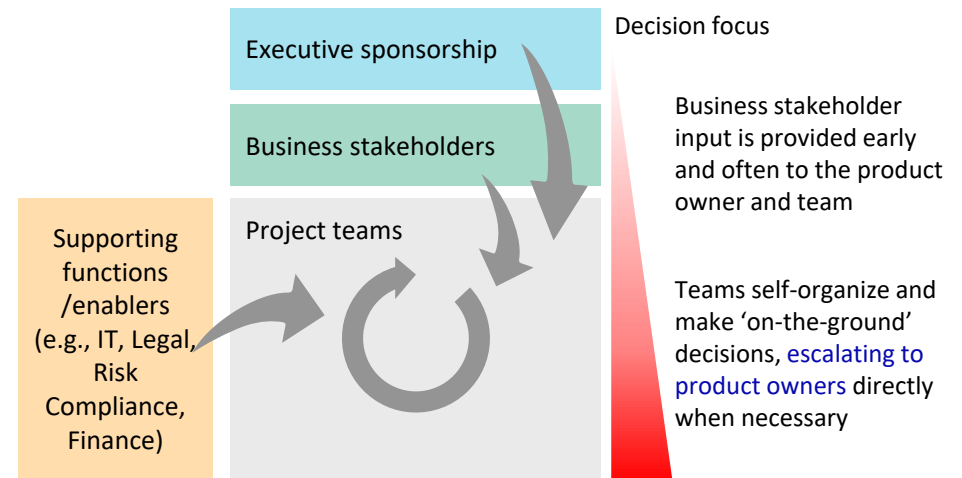 Executive sponsorship
Decision focus
Business stakeholders
Business stakeholder
input is provided early
and often to the product
owner and team
Supporting
functions
/enablers
(e.g., IT, Legal,
Risk
Compliance,
Finance)
Project teams
Teams self-organize and
make ‘on-the-ground’
decisions, escalating to
product owners directly
when necessary